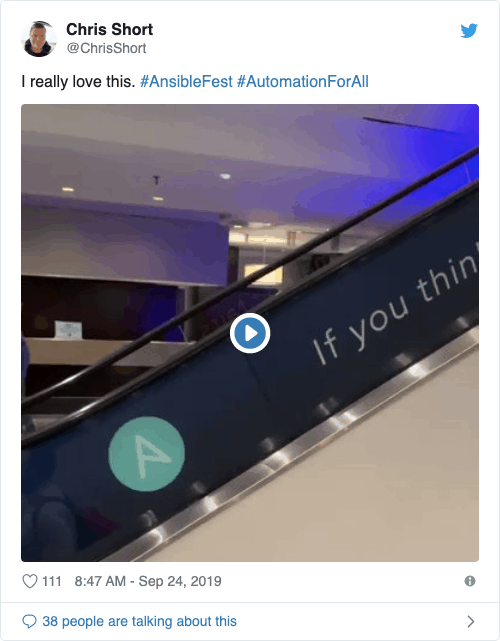 Chris Short
@ChrisShort
I really love this. #AnsibleFest #AutomationForAll
If you thin
A
111 8:47 AM - Sep 24, 2019
38 people are talking about this